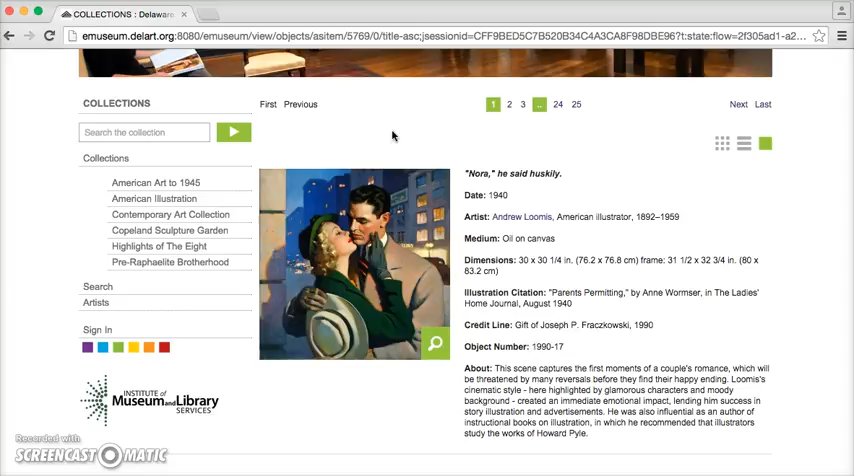 COLLECTIONS : Delaware
emuseum.delart.org:8080/emuseum/view/objects/asitem/5769/0/title-asc;jsessionid=CFF9BED5C7B520B34C4A3CA8F98DBE96?t:state:flow=2f305ad1-a2...
COLLECTIONS
First Previous
1 2 3 .. 24 25
Next Last
Search the collection
Collections
American Art to 1945
American Illustration
Contemporary Art Collection
Copeland Sculpture Garden
Highlights of The Eight
Pre-Raphaelite Brotherhood
Search
Artists
Sign In
INSTITUTE of
Museum and Library
SERVICES
"Nora," he said huskily.
Date: 1940
Artist: Andrew Loomis, American illustrator, 1892–1959
Medium: Oil on canvas
Dimensions: 30 x 30 1/4 in. (76.2 x 76.8 cm) frame: 31 1/2 x 32 3/4 in. (80 x
83.2 cm)
Illustration Citation: "Parents Permitting," by Anne Wormser, in The Ladies'
Home Journal, August 1940
Credit Line: Gift of Joseph P. Fraczkowski, 1990
Object Number: 1990-17
About: This scene captures the first moments of a couple's romance, which will
be threatened by many reversals before they find their happy ending. Loomis's
cinematic style - here highlighted by glamorous characters and moody
background - created an immediate emotional impact, lending him success in
story illustration and advertisements. He was also influential as an author of
instructional books on illustration, in which he recommended that illustrators
study the works of Howard Pyle.
Recorded with
SCREENCAST-O-MATIC